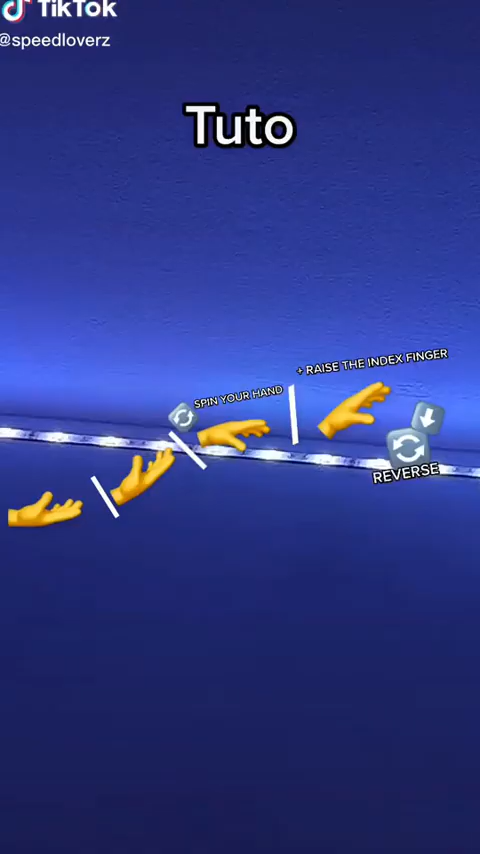 TikTok
@speedloverz
Tuto
+ RAISE THE INDEX FINGER
SPIN YOUR HAND
REVERSE